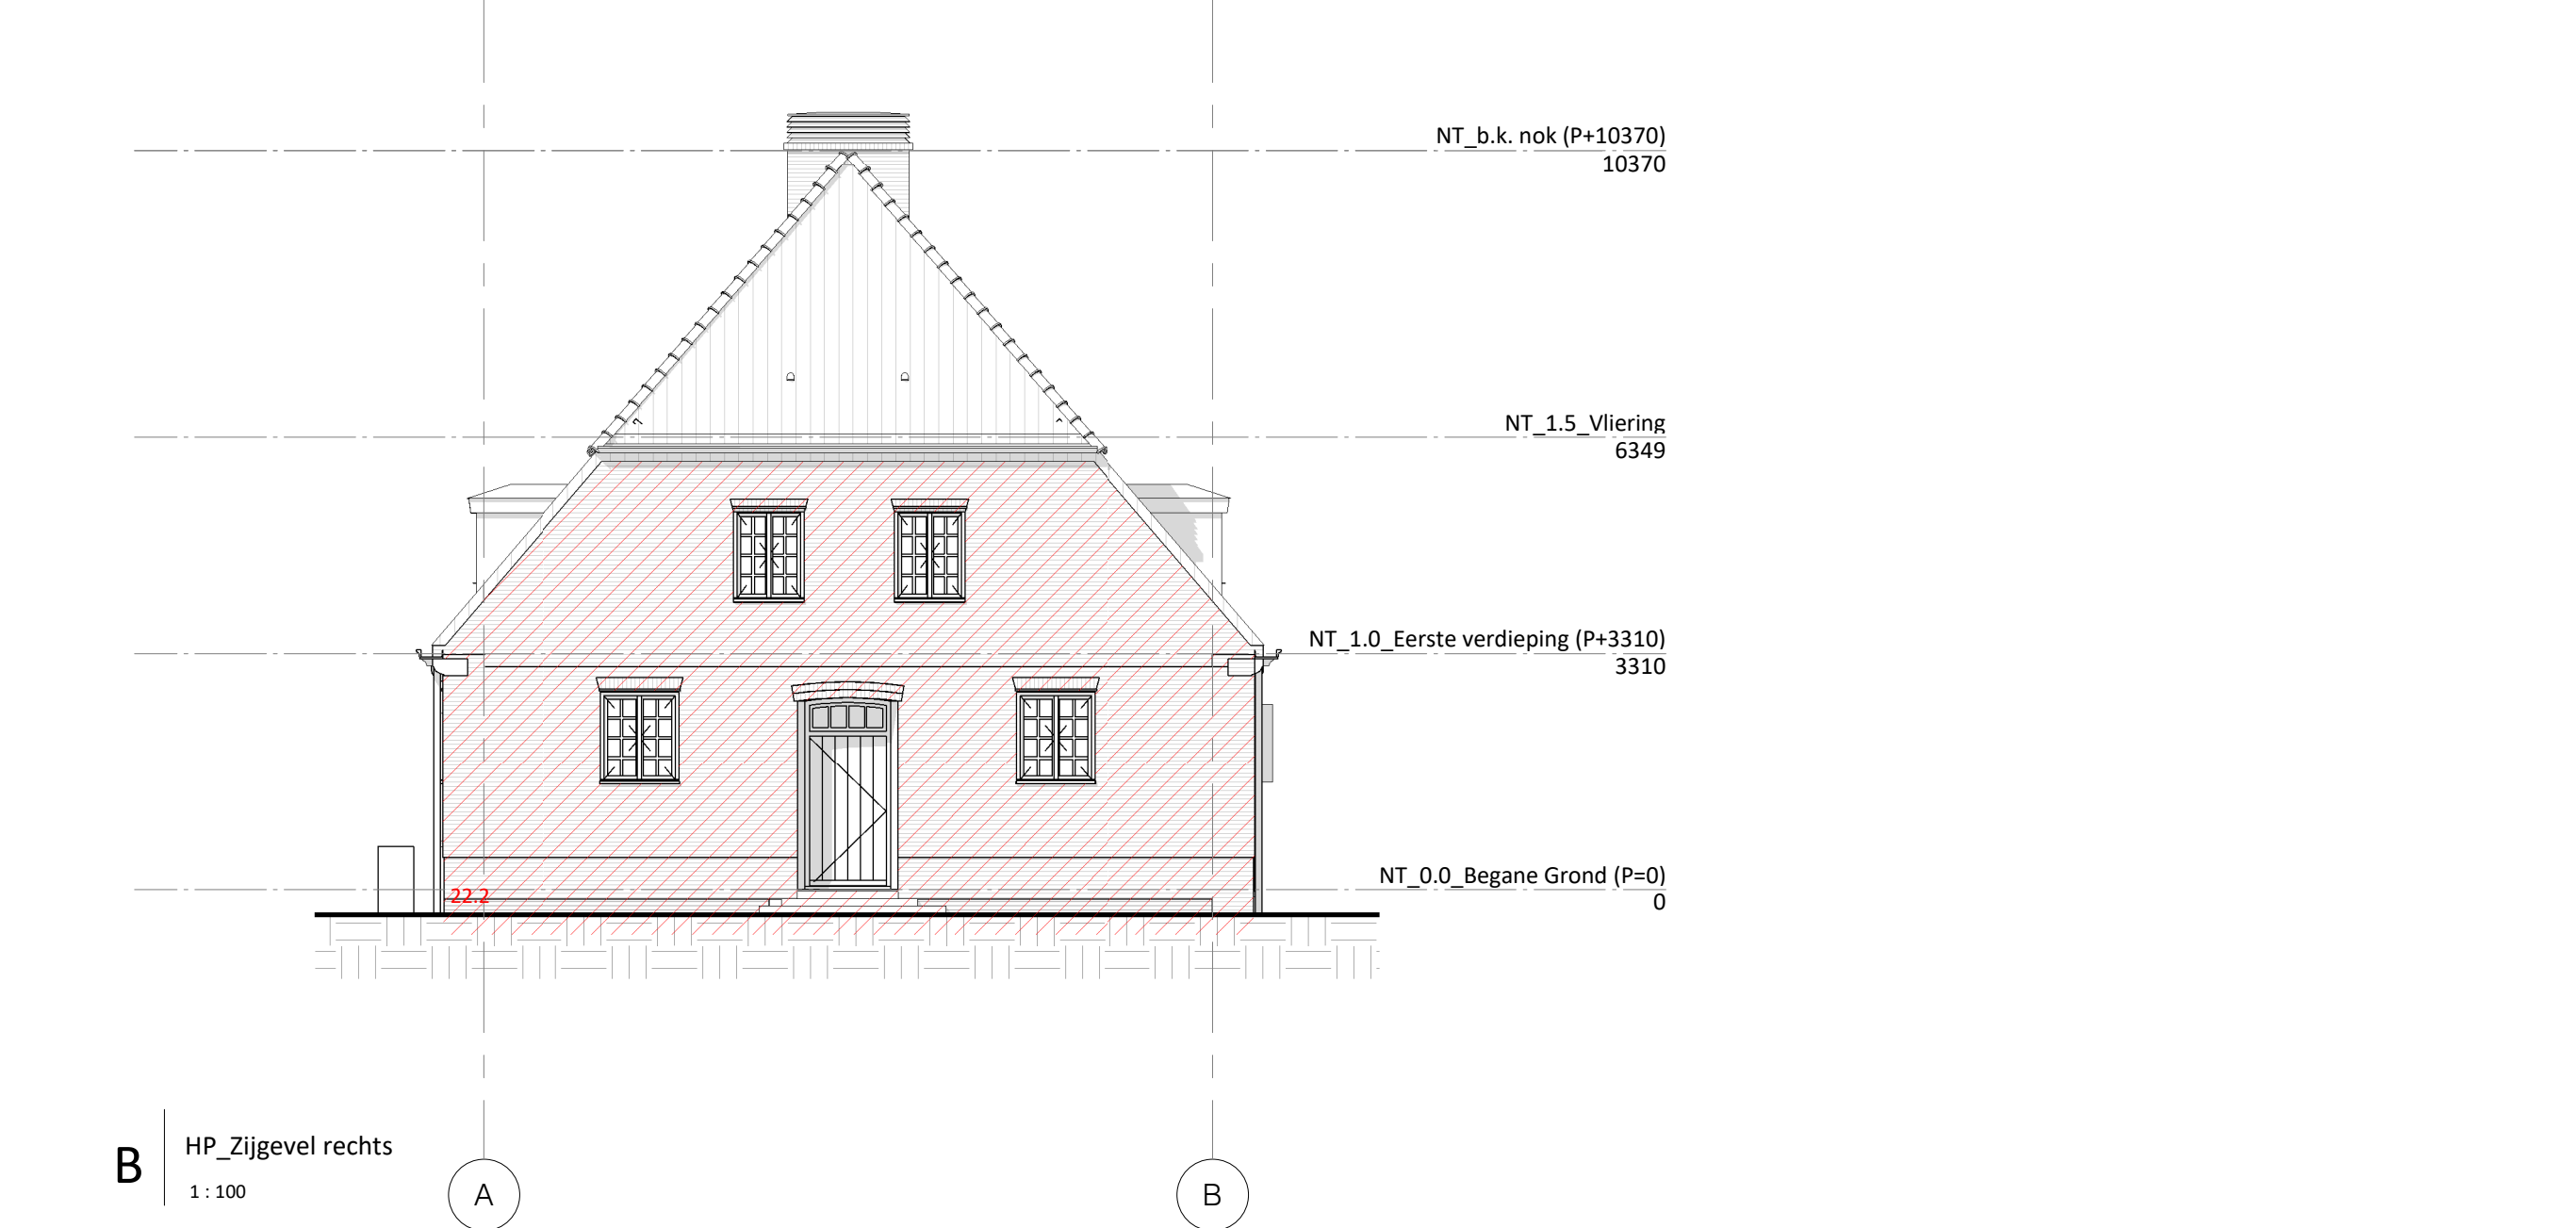 NT_b.k. nok (P+10370)
10370
NT_1.5_Vliering
6349
NT_1.0_Eerste verdieping (P+3310)
3310
NT_0.0_Begane Grond (P=0)
0
22.2
B
HP_Zijgevel rechts
1 : 100
A
B